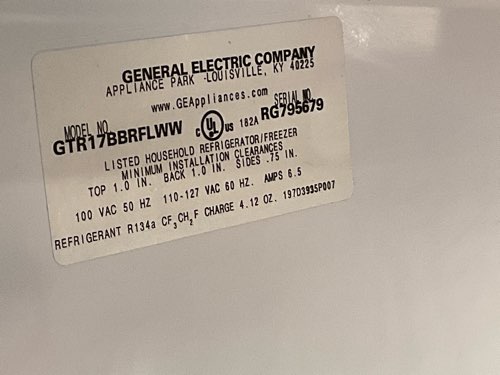 GENERAL ELECTRIC COMPANY
APPLIANCE PARK -LOUISVILLE, KY 40225
www.GEAppliances.com
MODEL NO. SERIAL NO.
GTR17BBRFLWW c UL US 182A RG795679
LISTED HOUSEHOLD REFRIGERATOR/FREEZER
MINIMUM INSTALLATION CLEARANCES
TOP 1.0 IN. BACK 1.0 IN. SIDES .75 IN.
100 VAC 50 HZ 110-127 VAC 60 HZ. AMPS 6.5
REFRIGERANT R134a CF₃CH₂F CHARGE 4.12 OZ. 197D3935P007